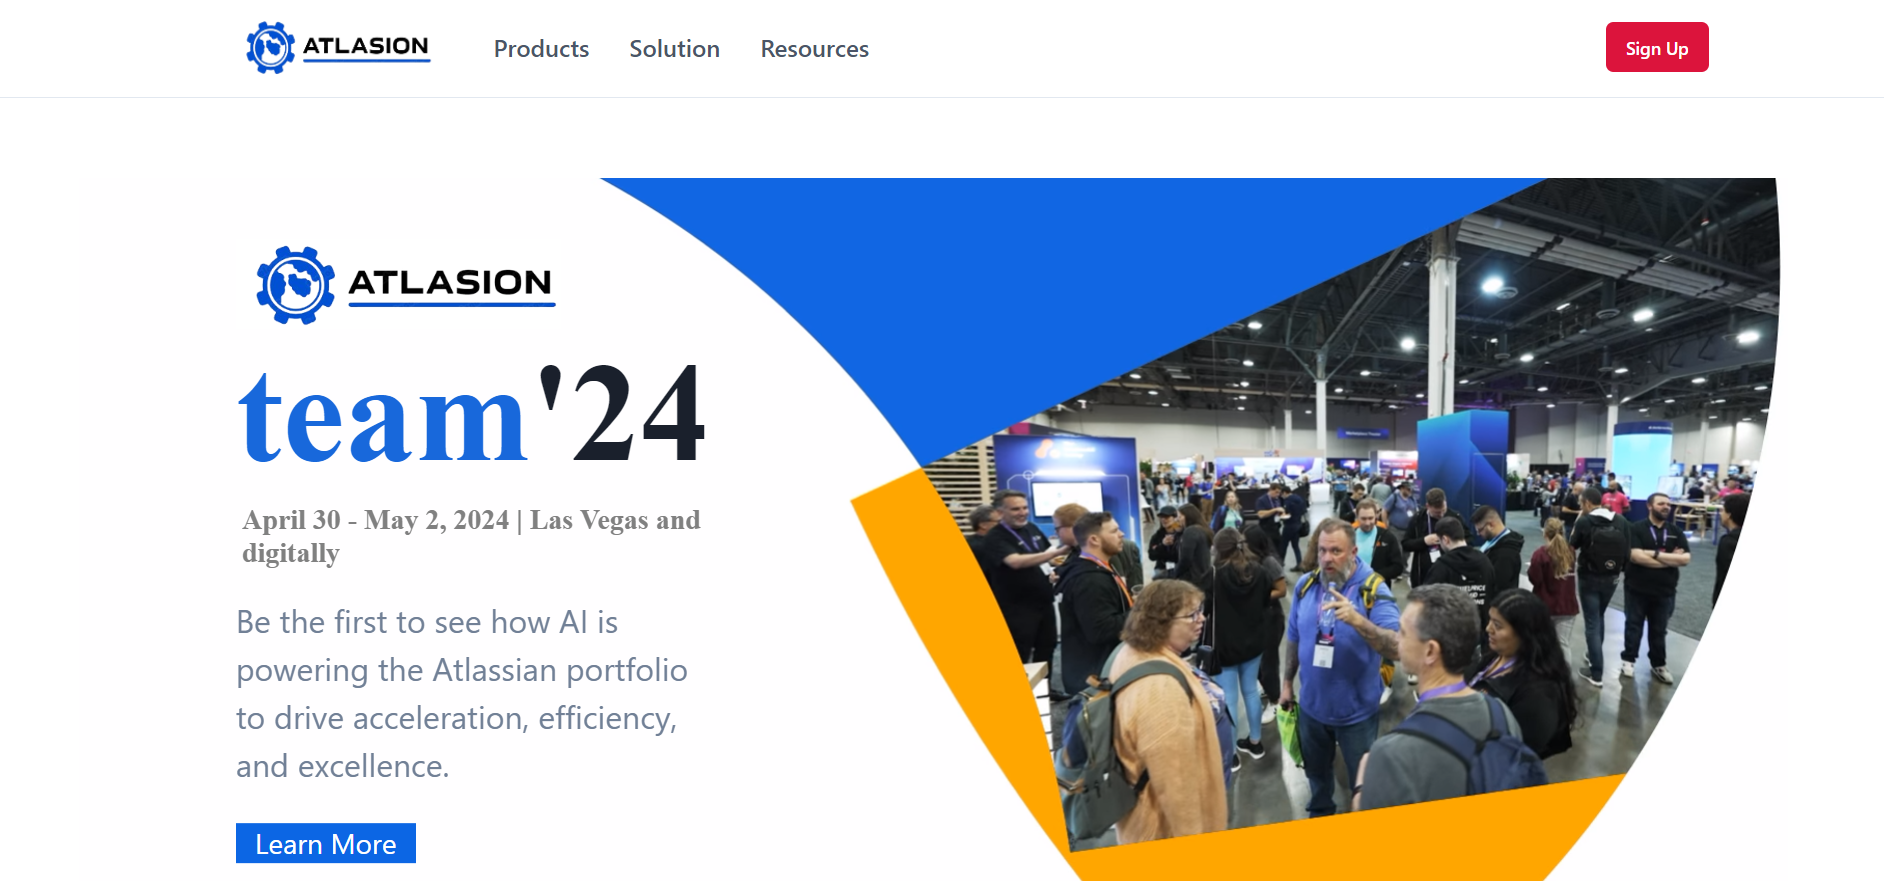 ATLASION
Products
Solution
Resources
Sign Up
ATLASION
team'24
April 30 - May 2, 2024 | Las Vegas and
digitally
Be the first to see how AI is
powering the Atlassian portfolio
to drive acceleration, efficiency,
and excellence.
Learn More